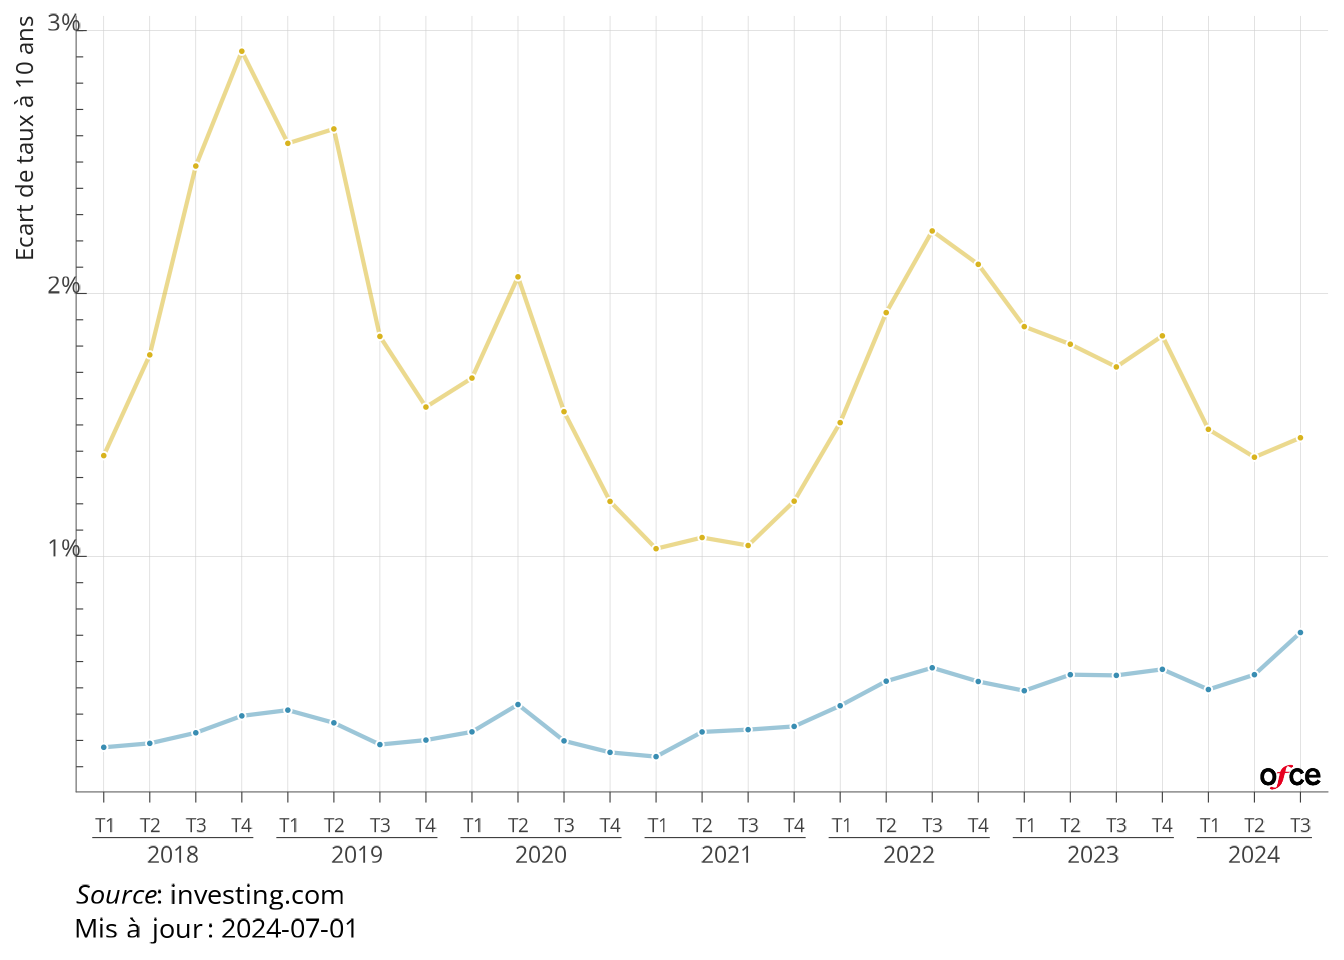 Ecart de taux à 10 ans
3%
2%
1%
ofce
T1 T2 T3 T4 T1 T2 T3 T4 T1 T2 T3 T4 T1 T2 T3 T4 T1 T2 T3 T4 T1 T2 T3 T4 T1 T2 T3
2018 2019 2020 2021 2022 2023 2024
Source: investing.com
Mis à jour : 2024-07-01